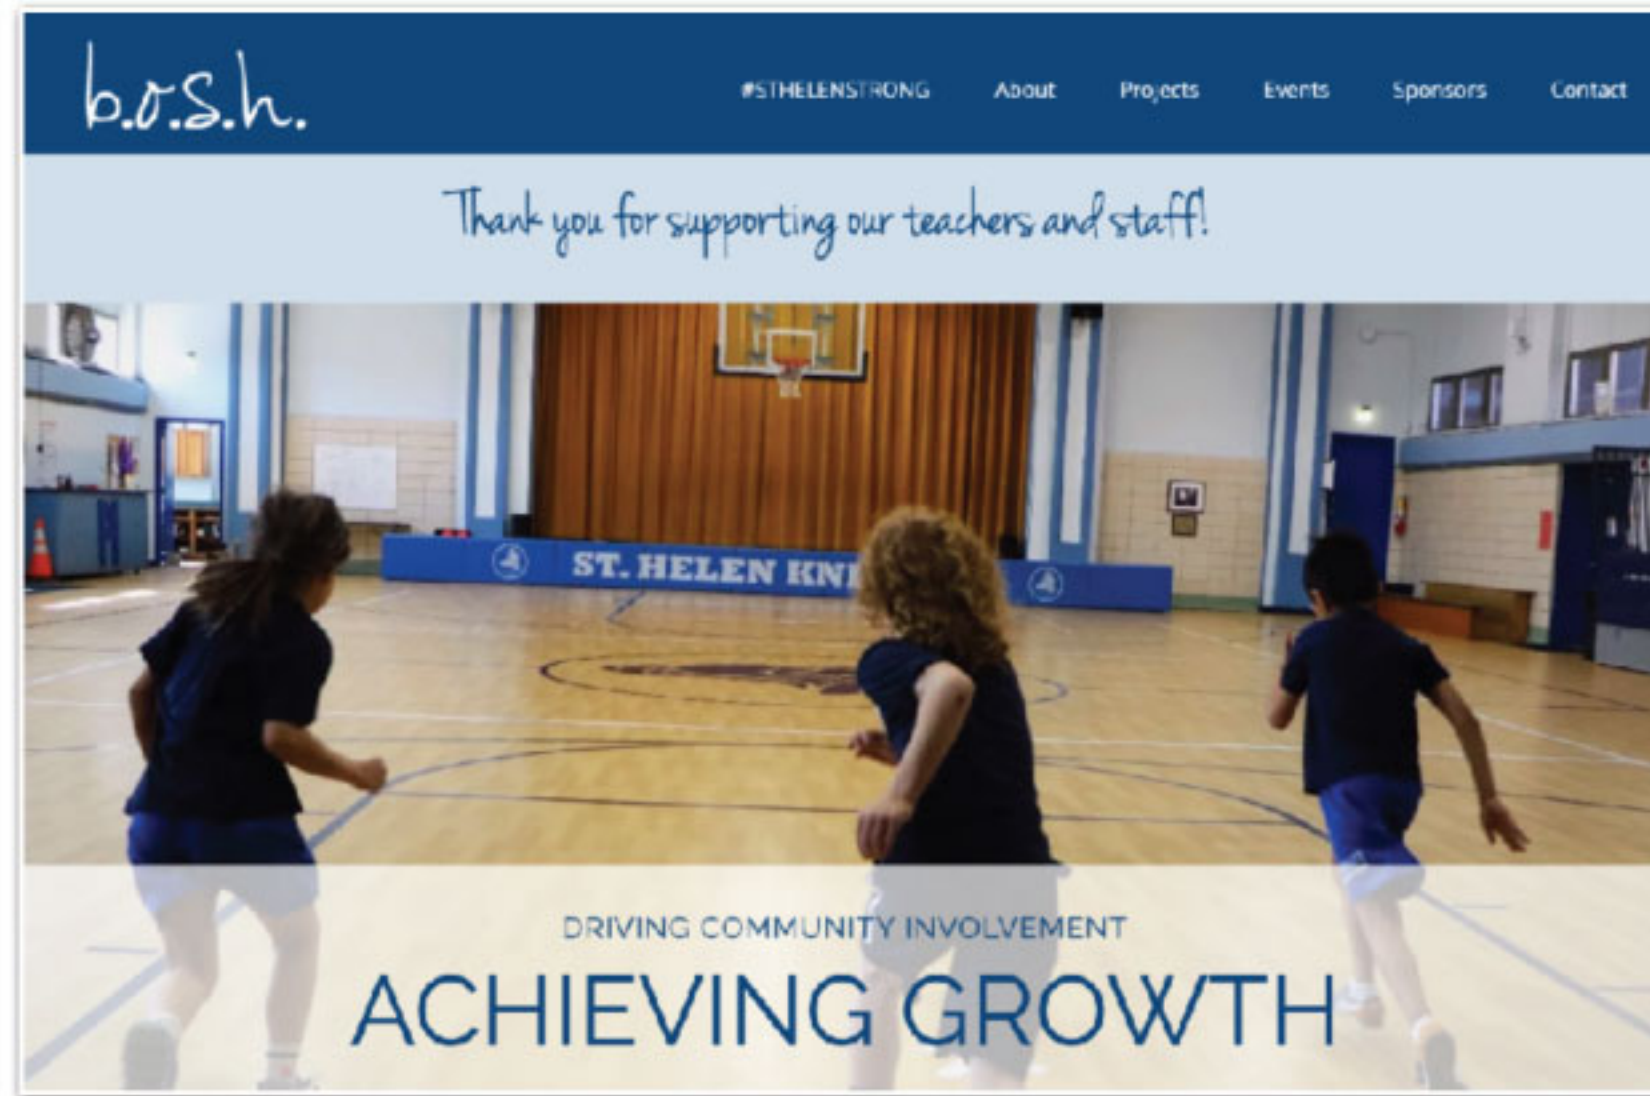 b.o.s.h.
#STHELENSTRONG About Projects Events Sponsors Contact
Thank you for supporting our teachers and staff!
ST. HELEN KNI
DRIVING COMMUNITY INVOLVEMENT
ACHIEVING GROWTH